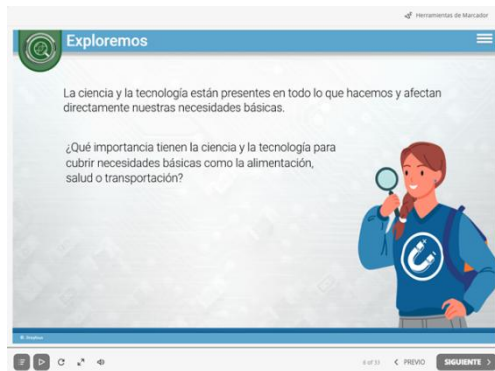 Herramientas de Marcador
Exploremos
La ciencia y la tecnología están presentes en todo lo que hacemos y afectan
directamente nuestras necesidades básicas.
¿Qué importancia tienen la ciencia y la tecnología para
cubrir necesidades básicas como la alimentación,
salud o transportación?
PREVIO
SIGUIENTE